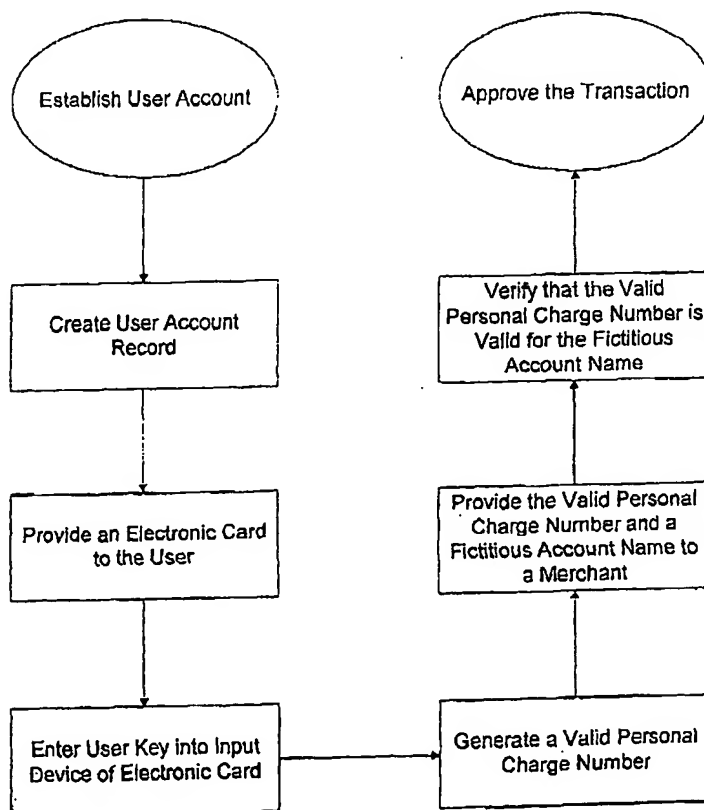 Establish User Account
Create User Account
Record
Provide an Electronic Card
to the User
Enter User Key into Input
Device of Electronic Card
Generate a Valid Personal
Charge Number
Provide the Valid Personal
Charge Number and a
Fictitious Account Name to
a Merchant
Verify that the Valid
Personal Charge Number is
Valid for the Fictitious
Account Name
Approve the Transaction